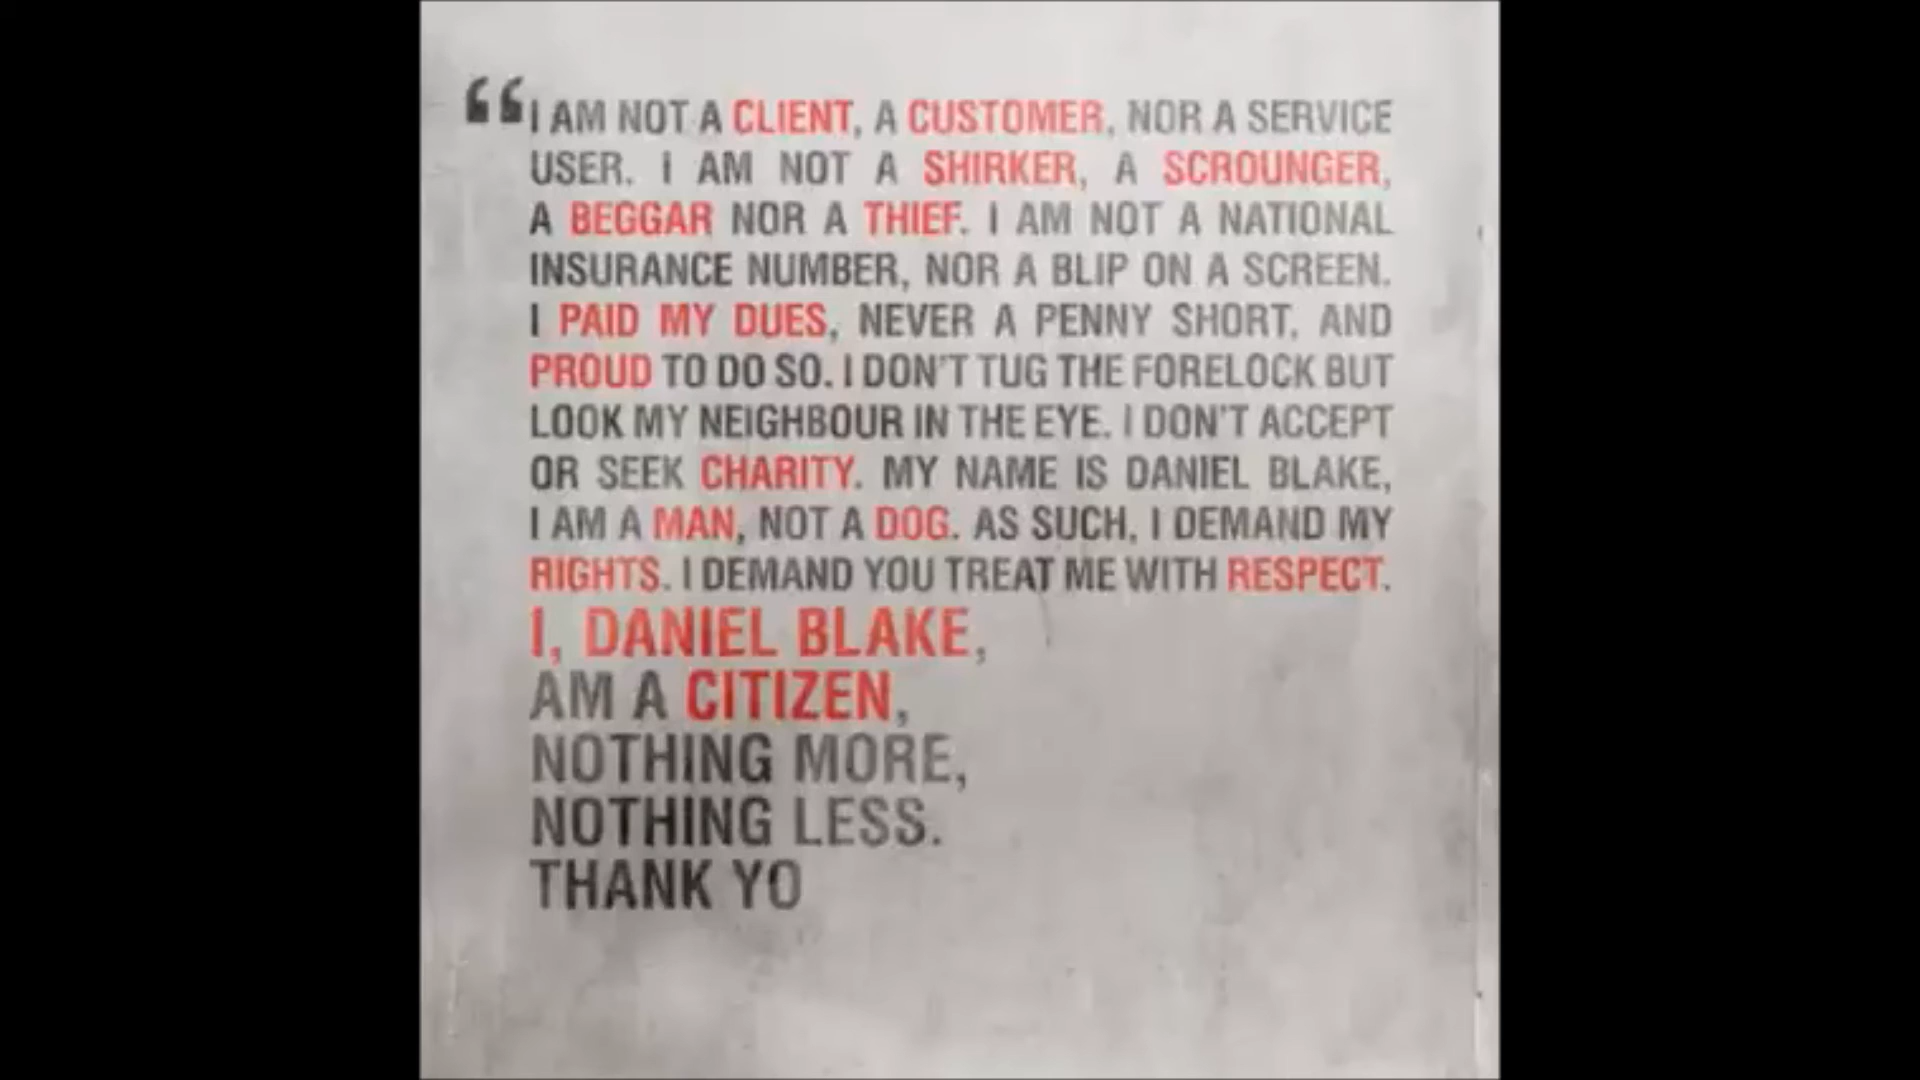 “I AM NOT A CLIENT, A CUSTOMER, NOR A SERVICE
USER. I AM NOT A SHIRKER, A SCROUNGER,
A BEGGAR NOR A THIEF. I AM NOT A NATIONAL
INSURANCE NUMBER, NOR A BLIP ON A SCREEN.
I PAID MY DUES, NEVER A PENNY SHORT, AND
PROUD TO DO SO. I DON'T TUG THE FORELOCK BUT
LOOK MY NEIGHBOUR IN THE EYE. I DON'T ACCEPT
OR SEEK CHARITY. MY NAME IS DANIEL BLAKE,
I AM A MAN, NOT A DOG. AS SUCH, I DEMAND MY
RIGHTS. I DEMAND YOU TREAT ME WITH RESPECT.
I, DANIEL BLAKE,
AM A CITIZEN,
NOTHING MORE,
NOTHING LESS.
THANK YO